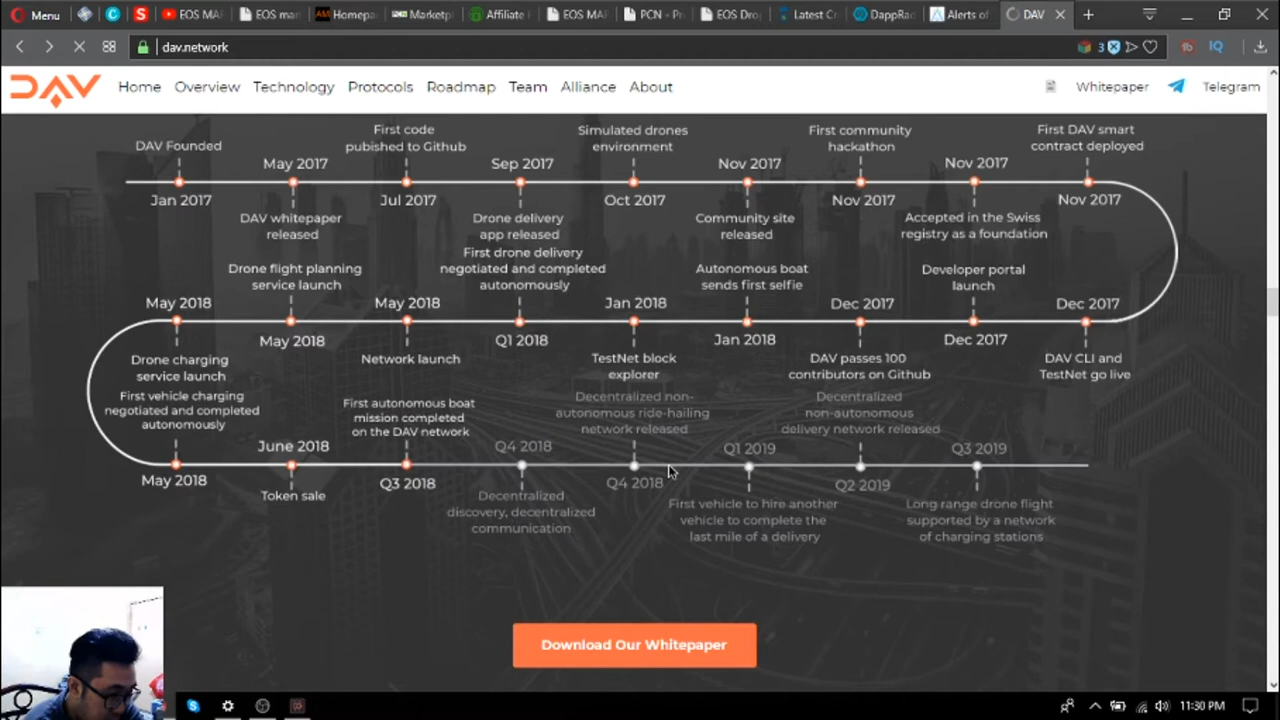 Menu
EOS MA
EOS mar
Homepa
Marketp
Affiliate
EOS MA
PCN - Pr
EOS Dro
Latest Cr
DappRa
Alerts of
DAV
dav.network
3
IQ
DAV
Home
Overview
Technology
Protocols
Roadmap
Team
Alliance
About
Whitepaper
Telegram
DAV Founded
Jan 2017
May 2017
DAV whitepaper
released
First code
pubished to Github
Jul 2017
Sep 2017
Drone delivery
app released
Simulated drones
environment
Oct 2017
Nov 2017
Community site
released
First community
hackathon
Nov 2017
Nov 2017
Accepted in the Swiss
registry as a foundation
First DAV smart
contract deployed
Nov 2017
Dec 2017
DAV CLI and
TestNet go live
Developer portal
launch
Dec 2017
Dec 2017
DAV passes 100
contributors on Github
Autonomous boat
sends first selfie
Jan 2018
Jan 2018
TestNet block
explorer
First drone delivery
negotiated and completed
autonomously
Q1 2018
May 2018
Network launch
Drone flight planning
service launch
May 2018
May 2018
Drone charging
service launch
First vehicle charging
negotiated and completed
autonomously
May 2018
June 2018
Token sale
First autonomous boat
mission completed
on the DAV network
Q3 2018
Q4 2018
Decentralized
discovery, decentralized
communication
Decentralized non-
autonomous ride-hailing
network released
Q4 2018
Q1 2019
First vehicle to hire another
vehicle to complete the
last mile of a delivery
Decentralized
non-autonomous
delivery network released
Q2 2019
Q3 2019
Long range drone flight
supported by a network
of charging stations
Download Our Whitepaper
11:30 PM